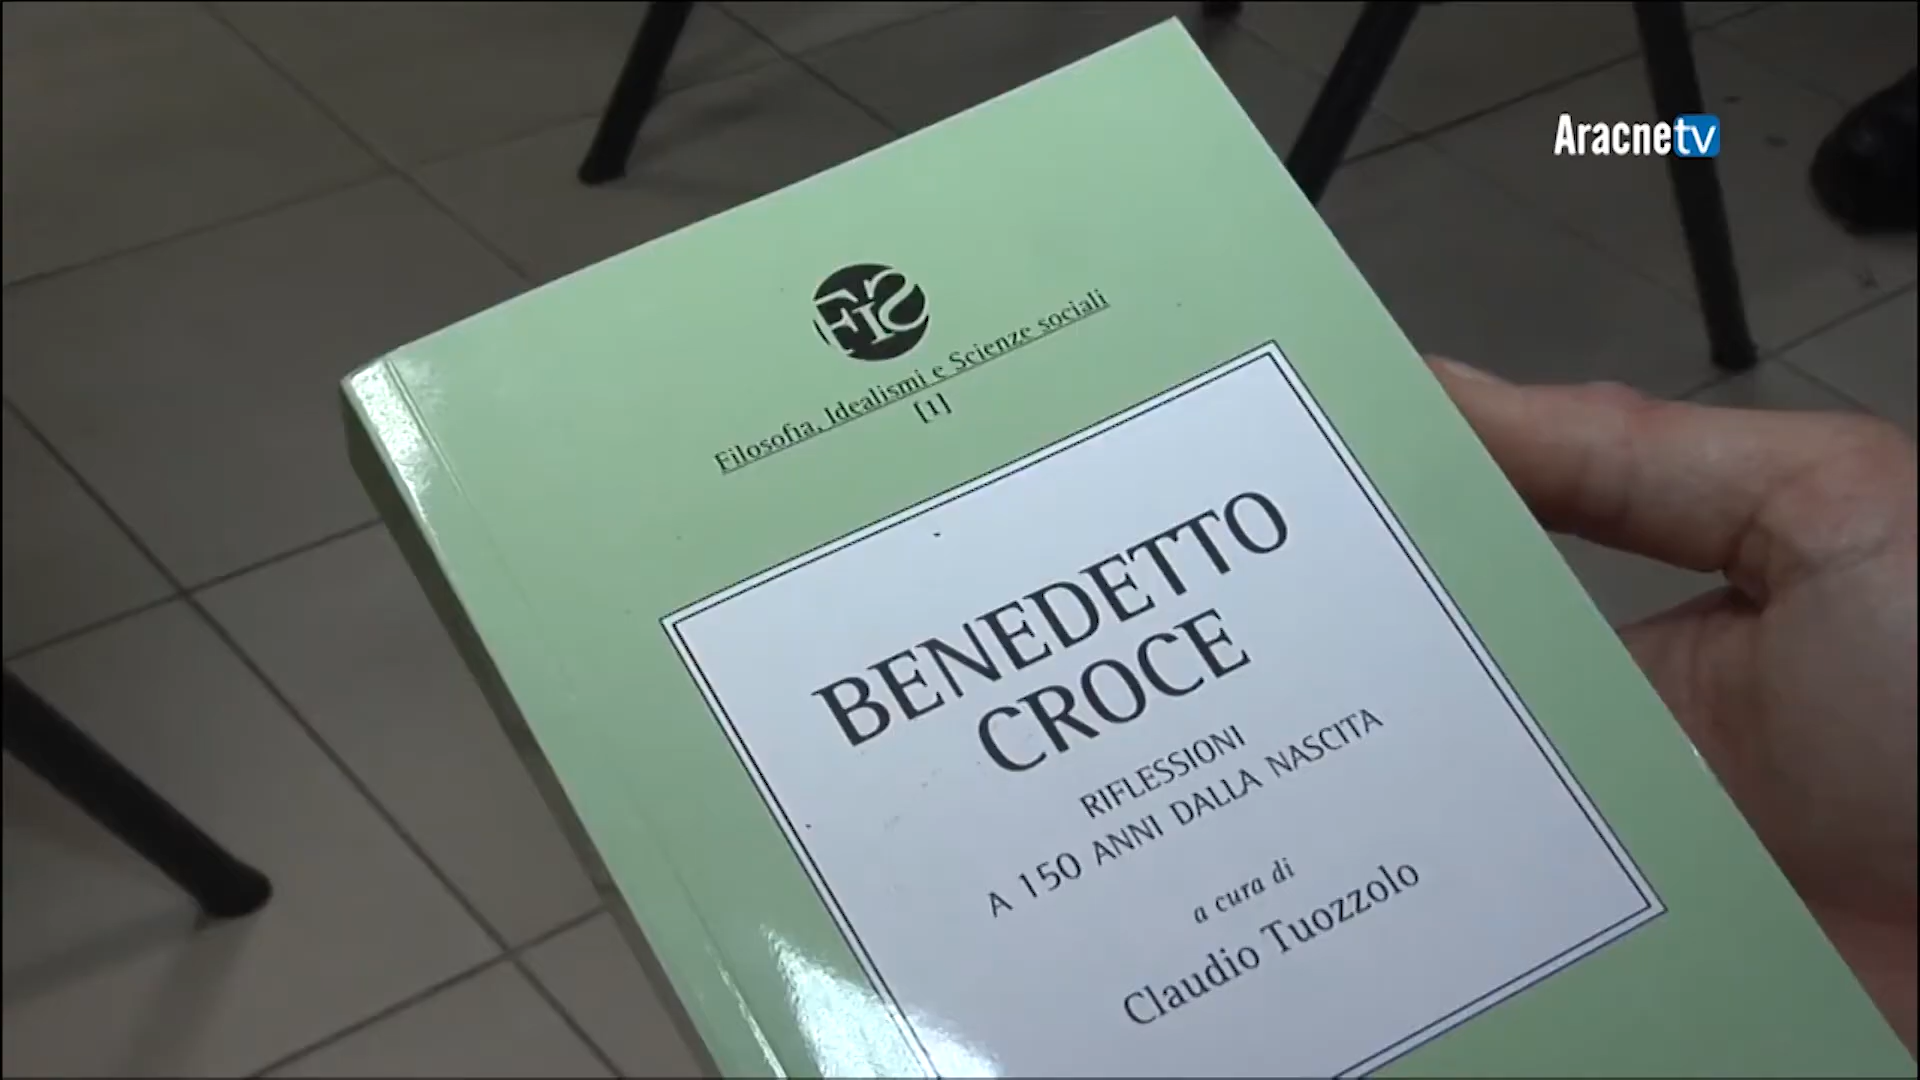 Aracnetv
FiS
Filosofia, Idealismi e Scienze sociali
[1]
BENEDETTO
CROCE
RIFLESSIONI
A 150 ANNI DALLA NASCITA
a cura di
Claudio Tuozzolo